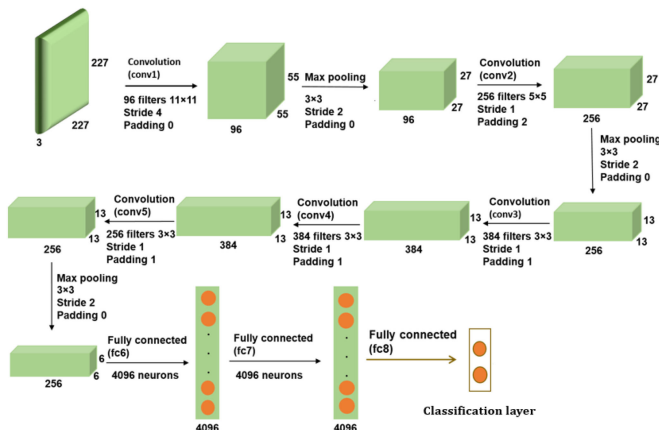 227
227
3
Convolution
(conv1)
96 filters 11×11
Stride 4
Padding 0
55
55
96
Max pooling
3×3
Stride 2
Padding 0
27
27
96
Convolution
(conv2)
256 filters 5×5
Stride 1
Padding 2
27
27
256
Max pooling
3×3
Stride 2
Padding 0
13
13
256
Convolution
(conv3)
384 filters 3×3
Stride 1
Padding 1
13
13
384
Convolution
(conv4)
384 filters 3×3
Stride 1
Padding 1
13
13
384
Convolution
(conv5)
256 filters 3×3
Stride 1
Padding 1
13
13
256
Max pooling
3×3
Stride 2
Padding 0
6
6
256
Fully connected
(fc6)
4096 neurons
4096
Fully connected
(fc7)
4096 neurons
4096
Fully connected
(fc8)
Classification layer